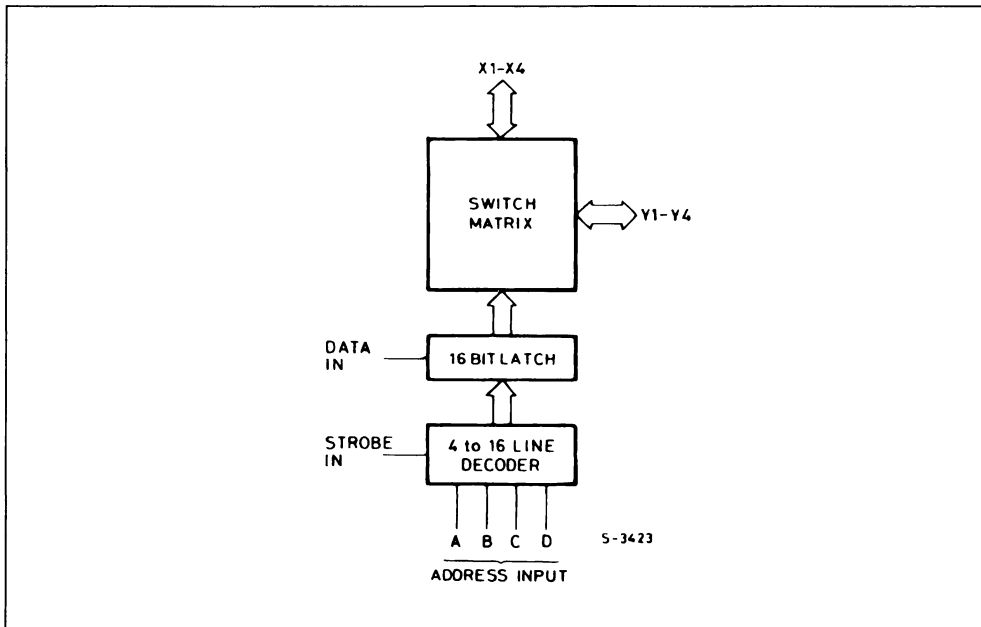 X1-X4
SWITCH
MATRIX
Y1-Y4
DATA
IN
16 BIT LATCH
STROBE
IN
4 to 16 LINE
DECODER
A B C D
S-3423
ADDRESS INPUT